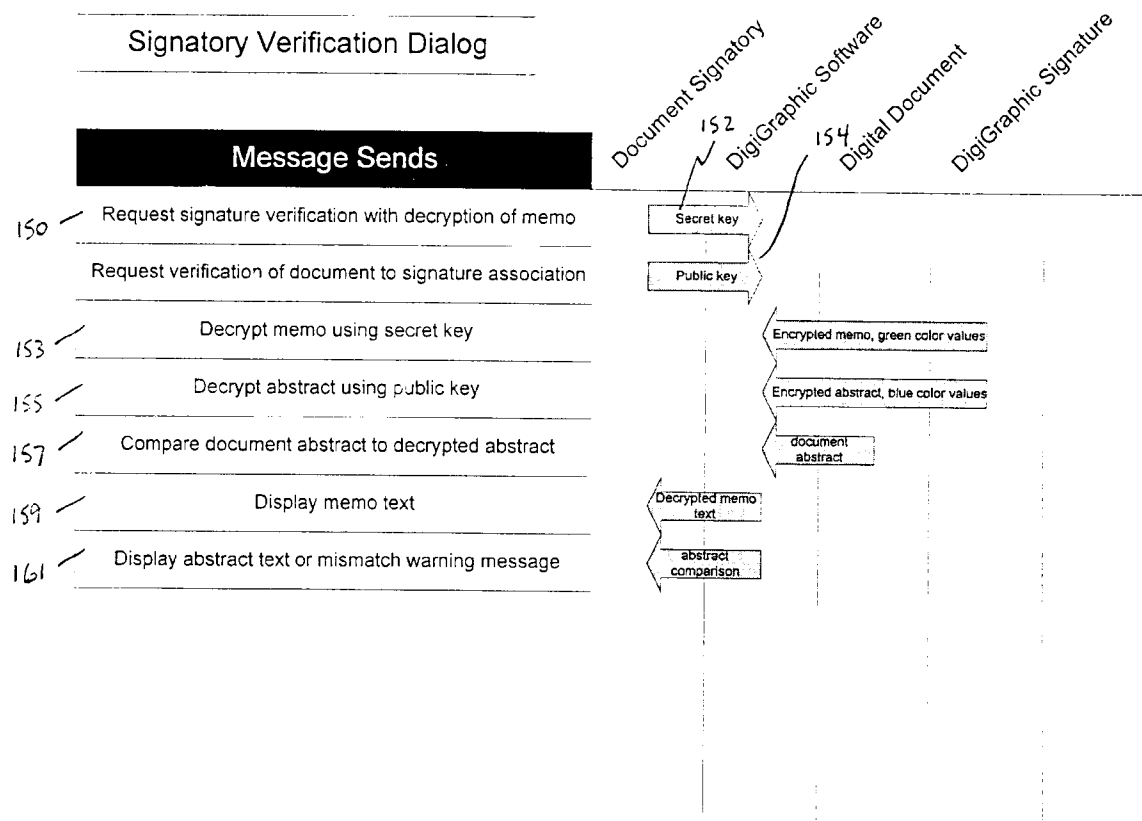 Signatory Verification Dialog
Document Signatory
DigiGraphic Software
Digital Document
DigiGraphic Signature
152
154
Message Sends
150
Request signature verification with decryption of memo
Secret key
Request verification of document to signature association
Public key
153
Decrypt memo using secret key
Encrypted memo, green color values
155
Decrypt abstract using public key
Encrypted abstract, blue color values
157
Compare document abstract to decrypted abstract
document
abstract
159
Display memo text
Decrypted memo
text
161
Display abstract text or mismatch warning message
abstract
comparison